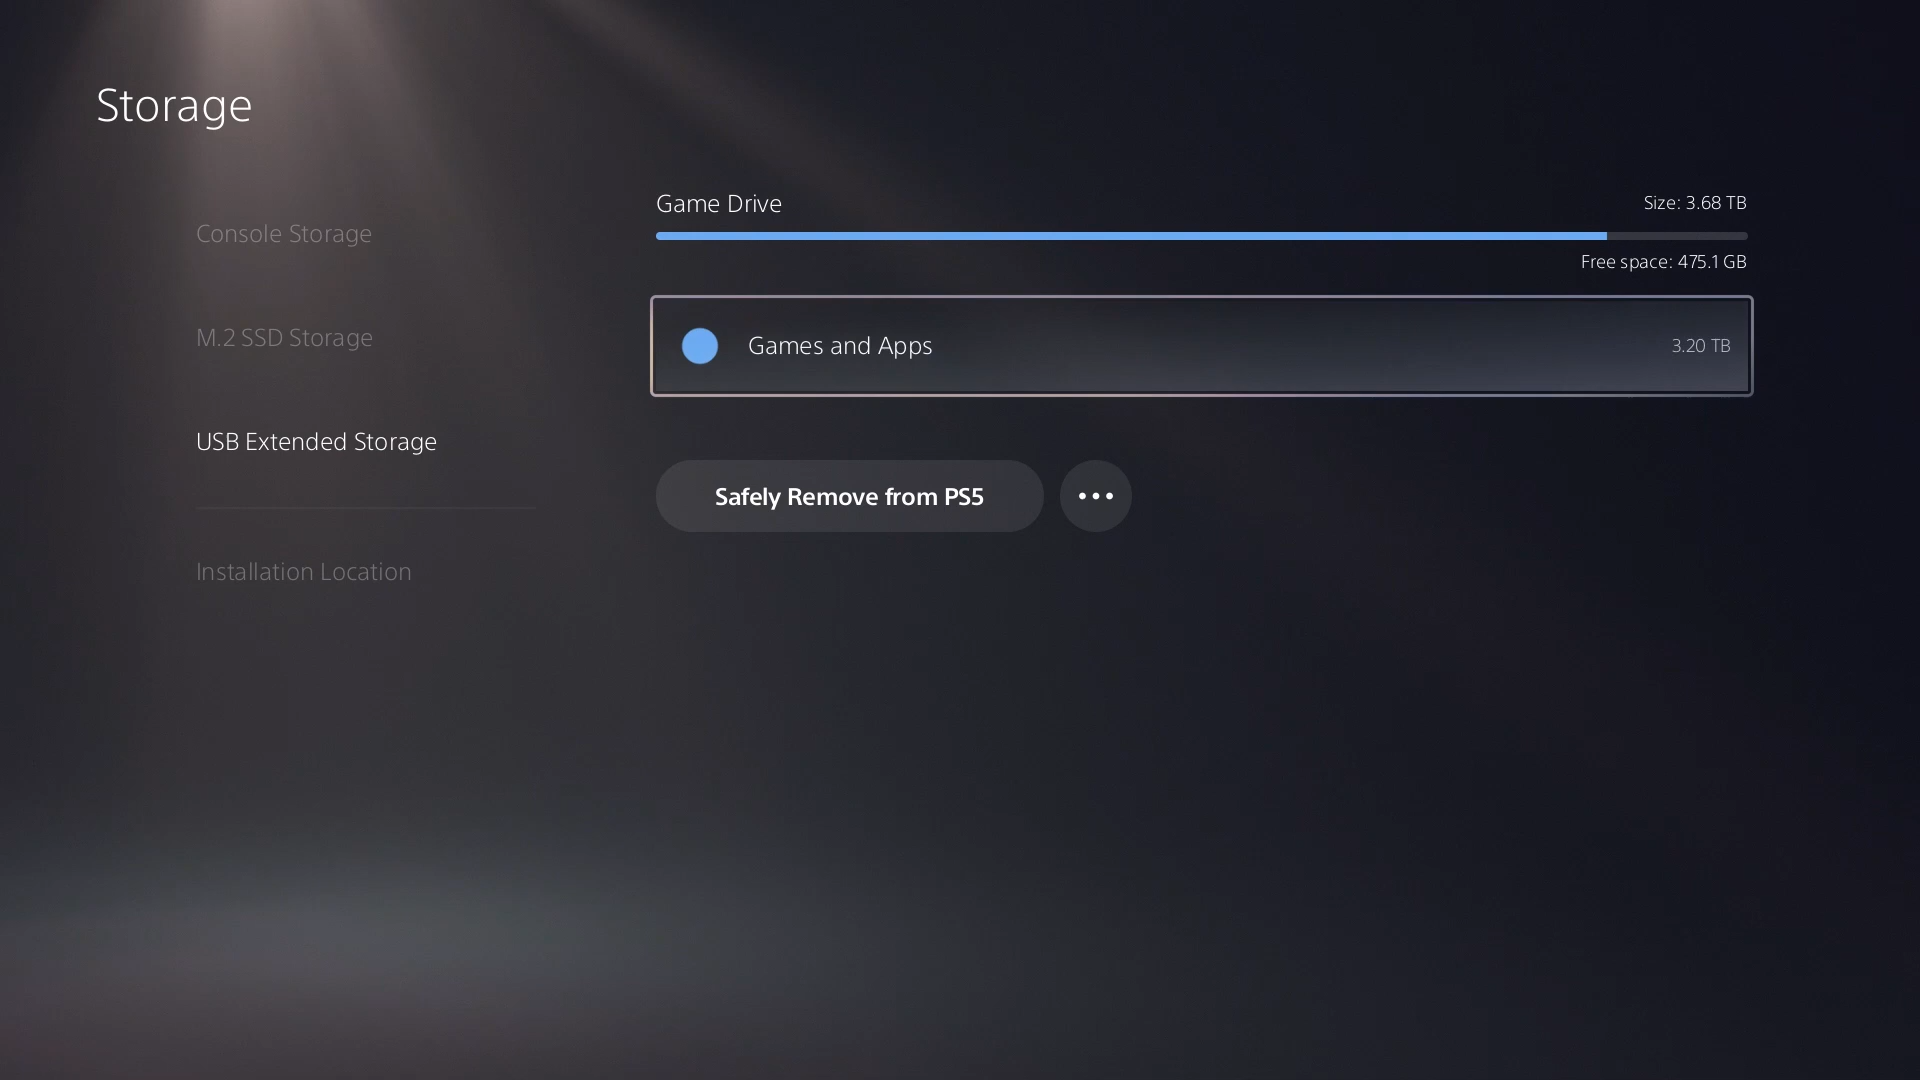 Storage
Console Storage
M.2 SSD Storage
USB Extended Storage
Installation Location
Game Drive
Size: 3.68 TB
Free space: 475.1 GB
Games and Apps
3.20 TB
Safely Remove from PS5